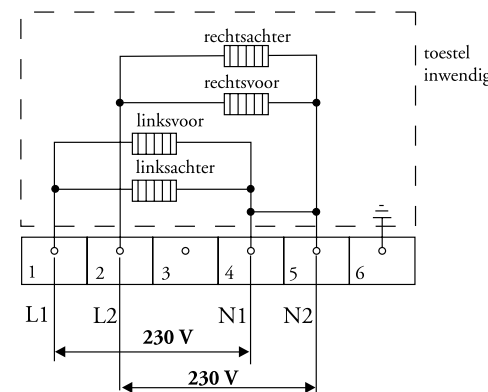 rechtsachter
toestel
inwendig
rechtsvoor
linksvoor
linksachter
1 2 3 4 5 6
L1 L2 N1 N2
230 V
230 V